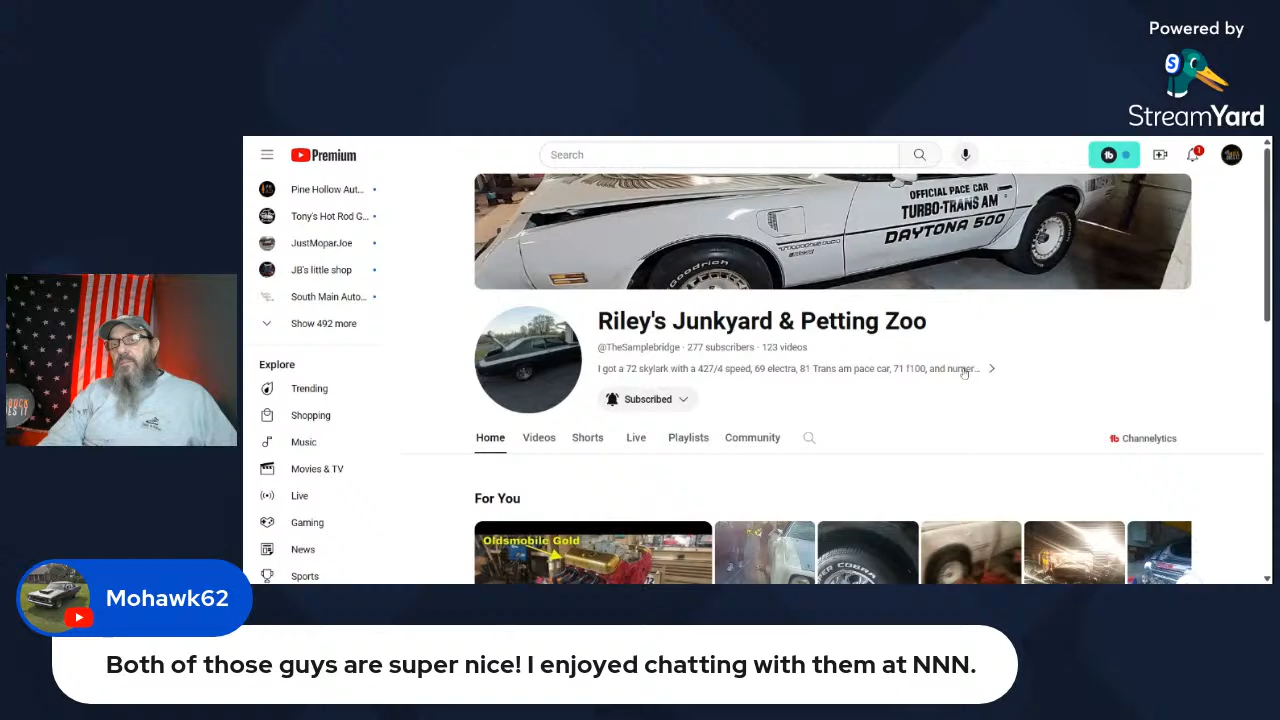 Powered by
StreamYard
Premium
Search
1
Pine Hollow Aut...
Tony's Hot Rod G...
JustMoparJoe
JB's little shop
South Main Auto...
Show 492 more
Explore
Trending
Shopping
Music
Movies & TV
Live
Gaming
News
Sports
OFFICIAL PACE CAR
TURBO-TRANS AM
DAYTONA 500
Goodrich
Riley's Junkyard & Petting Zoo
@TheSamplebridge · 277 subscribers · 123 videos
I got a 72 skylark with a 427/4 speed, 69 electra, 81 Trans am pace car, 71 f100, and numer...
Subscribed
Home Videos Shorts Live Playlists Community
Channelytics
For You
Oldsmobile Gold
Mohawk62
Both of those guys are super nice! I enjoyed chatting with them at NNN.